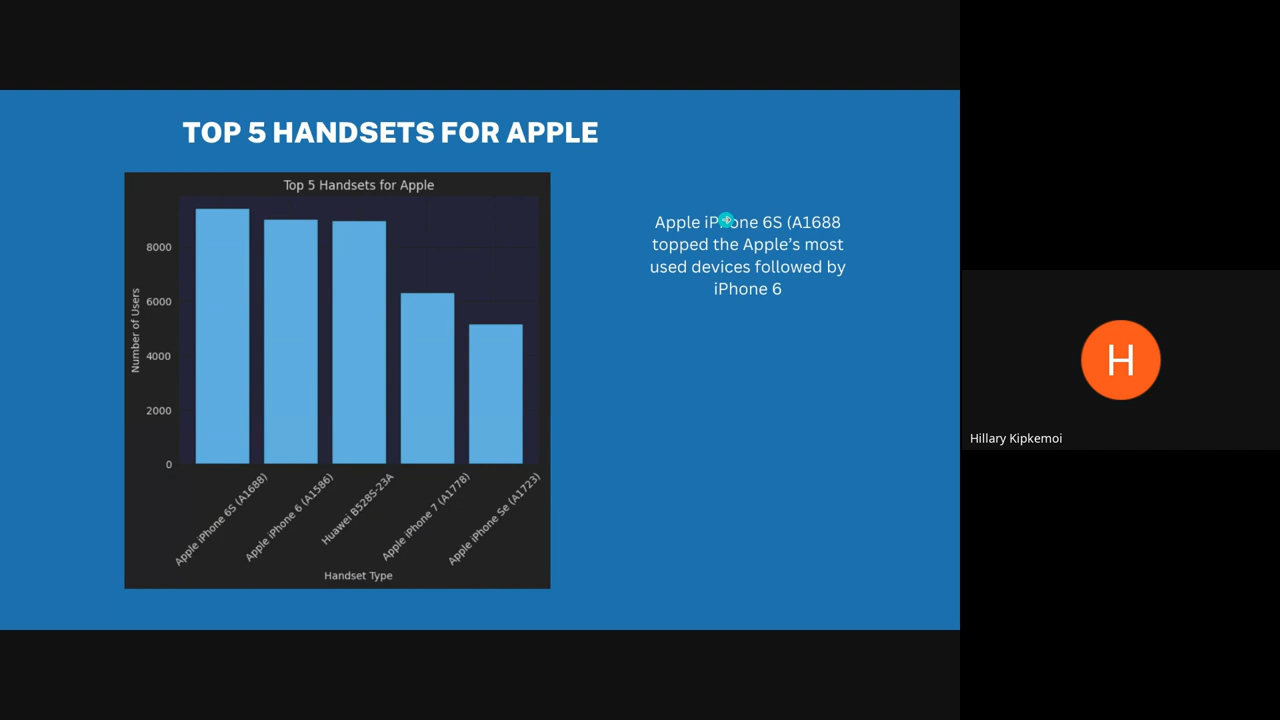 TOP 5 HANDSETS FOR APPLE
Top 5 Handsets for Apple
Number of Users
8000
6000
4000
2000
0
Apple iPhone 6S (A1688)
Apple iPhone 6 (A1586)
Huawei B528S-23A
Apple iPhone 7 (A1778)
Apple iPhone Se (A1723)
Handset Type
Apple iPhone 6S (A1688
topped the Apple’s most
used devices followed by
iPhone 6
H
Hillary Kipkemoi